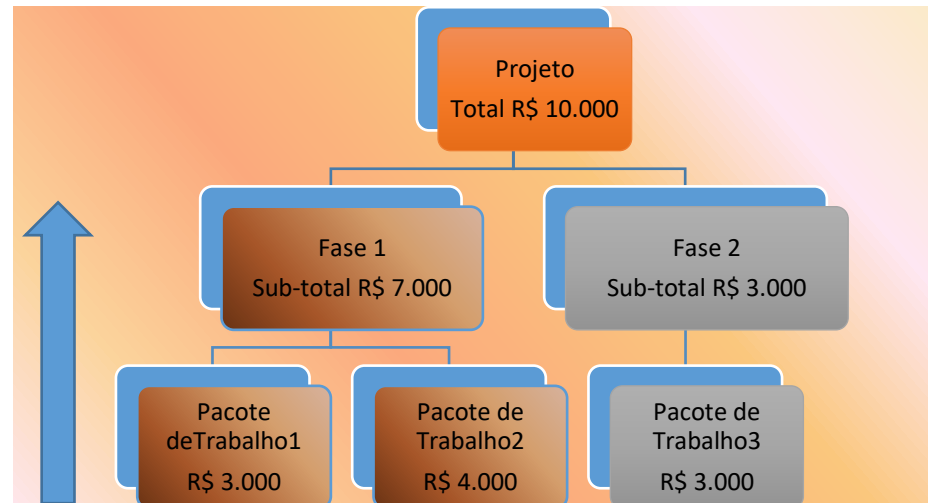 Projeto
Total R$ 10.000
Fase 1
Sub-total R$ 7.000
Fase 2
Sub-total R$ 3.000
Pacote
deTrabalho1
R$ 3.000
Pacote de
Trabalho2
R$ 4.000
Pacote de
Trabalho3
R$ 3.000